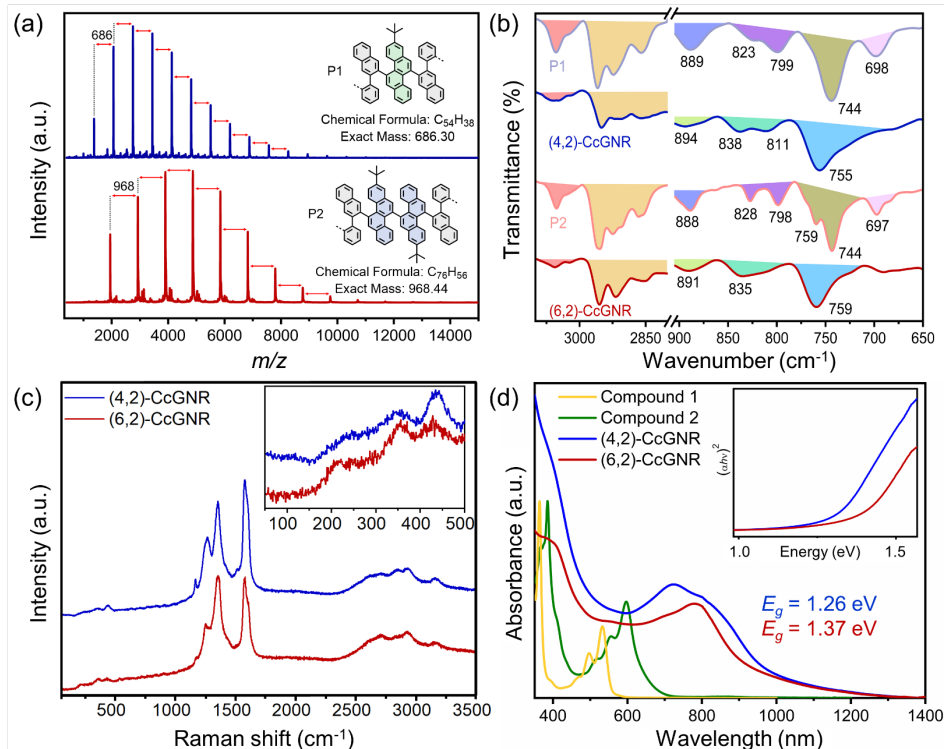 (a)
686
P1
Chemical Formula: C₅₄H₃₈
Exact Mass: 686.30
968
P2
Chemical Formula: C₇₆H₅₆
Exact Mass: 968.44
Intensity (a.u.)
2000 4000 6000 8000 10000 12000 14000
m/z
(b)
P1
889
823
799
744
698
(4,2)-CcGNR
894
838
811
755
P2
888
828
798
759
744
697
(6,2)-CcGNR
891
835
759
Transmittance (%)
3000 2850 900 850 800 750 700 650
Wavenumber (cm⁻¹)
(c)
(4,2)-CcGNR
(6,2)-CcGNR
100 200 300 400 500
Intensity (a.u.)
500 1000 1500 2000 2500 3000 3500
Raman shift (cm⁻¹)
(d)
Compound 1
Compound 2
(4,2)-CcGNR
(6,2)-CcGNR
(αhν)²
1.0 1.5
Energy (eV)
E_g = 1.26 eV
E_g = 1.37 eV
Absorbance (a.u.)
400 600 800 1000 1200 1400
Wavelength (nm)